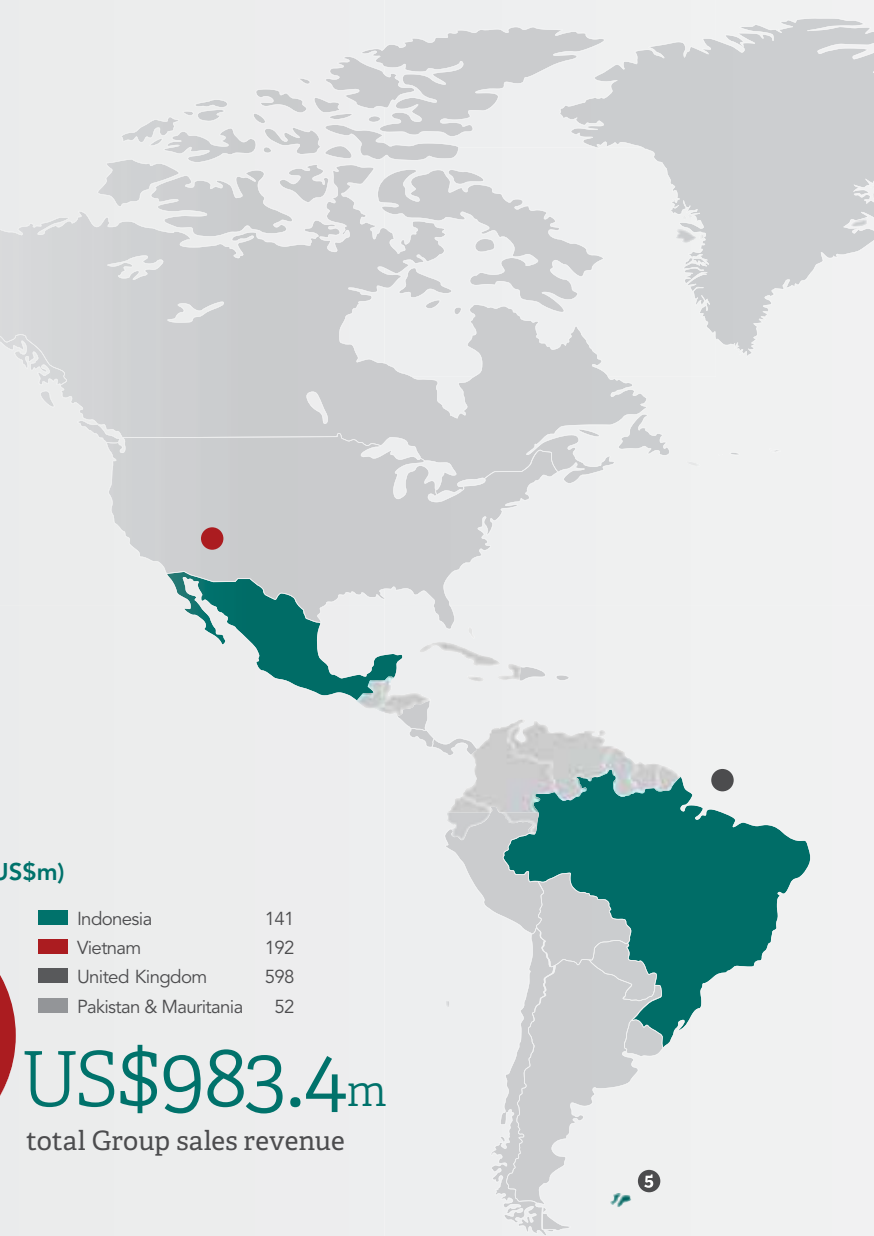 US$m)
Indonesia 141
Vietnam 192
United Kingdom 598
Pakistan & Mauritania 52
US$983.4m
total Group sales revenue
5